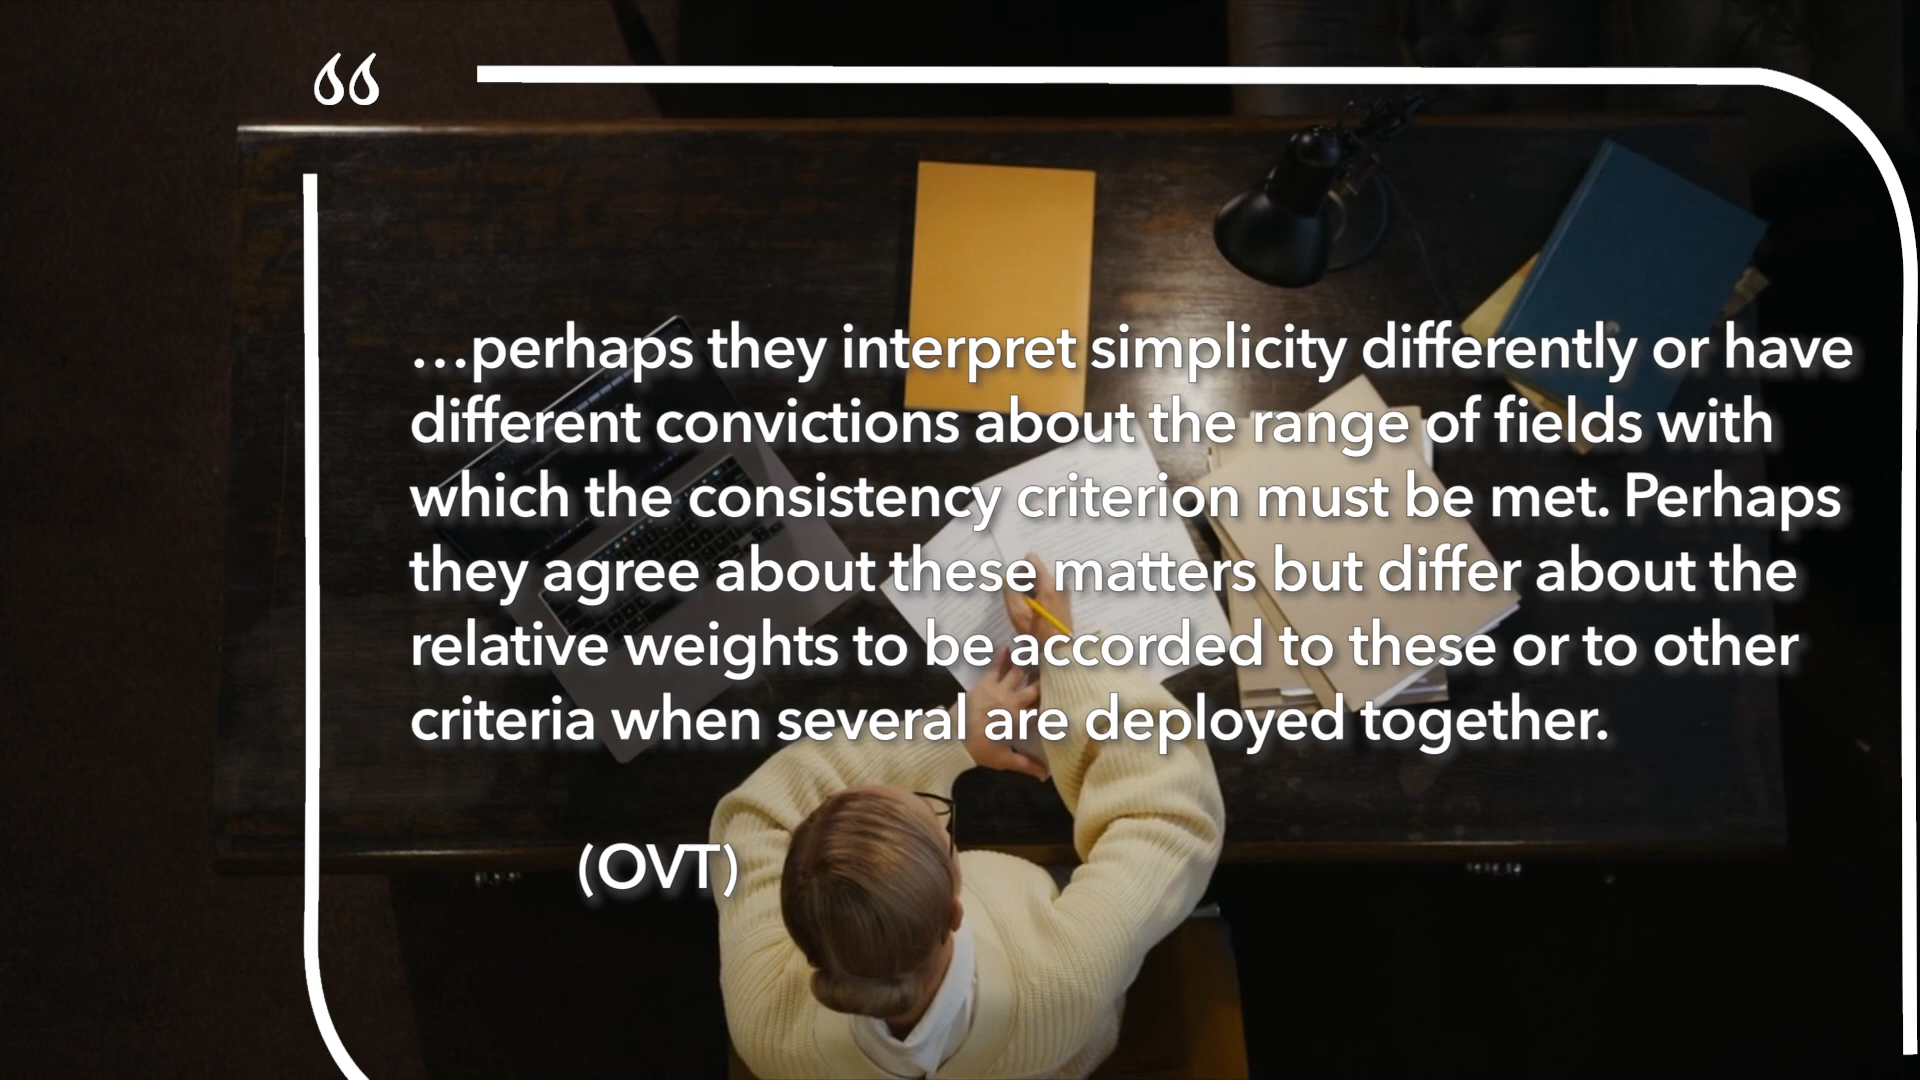 “
…perhaps they interpret simplicity differently or have
different convictions about the range of fields with
which the consistency criterion must be met. Perhaps
they agree about these matters but differ about the
relative weights to be accorded to these or to other
criteria when several are deployed together.
(OVT)